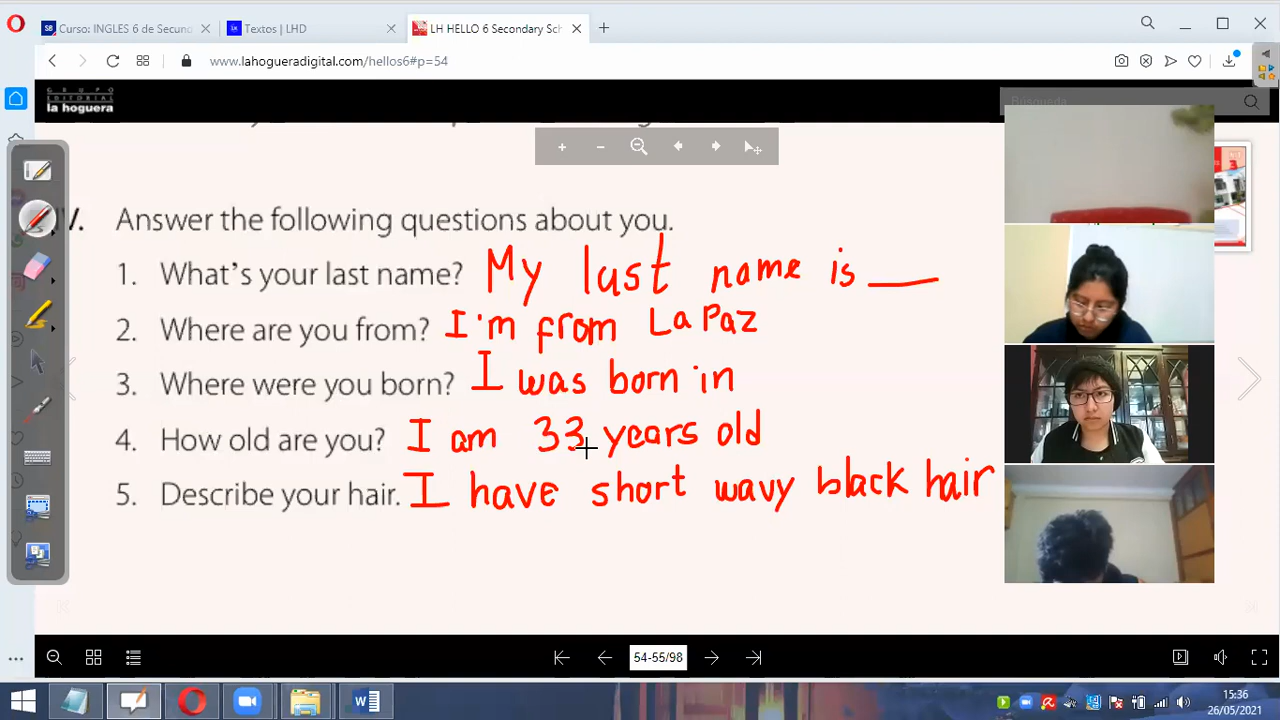 Curso: INGLES 6 de Secund
Textos | LHD
LH HELLO 6 Secondary Sch
www.lahogueradigital.com/hellos6#p=54
GRUPO
EDITORIAL
la hoguera
Búsqueda
IV. Answer the following questions about you.
1. What's your last name? My last name is ___
2. Where are you from? I'm from La Paz
3. Where were you born? I was born in
4. How old are you? I am 33 years old
5. Describe your hair. I have short wavy black hair
54-55/98
15:36
26/05/2021